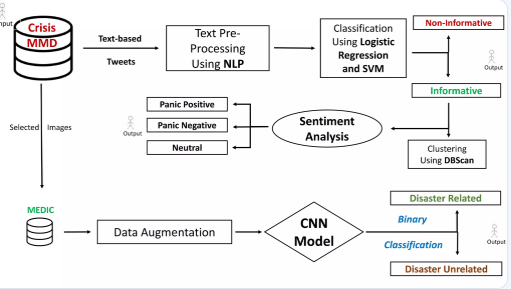 Input
Crisis
MMD
Text-based
Tweets
Text Pre-
Processing
Using NLP
Classification
Using Logistic
Regression
and SVM
Non-Informative
Output
Informative
Clustering
Using DBScan
Sentiment
Analysis
Panic Positive
Panic Negative
Neutral
Output
Selected Images
MEDIC
Data Augmentation
CNN
Model
Binary
Classification
Disaster Related
Output
Disaster Unrelated